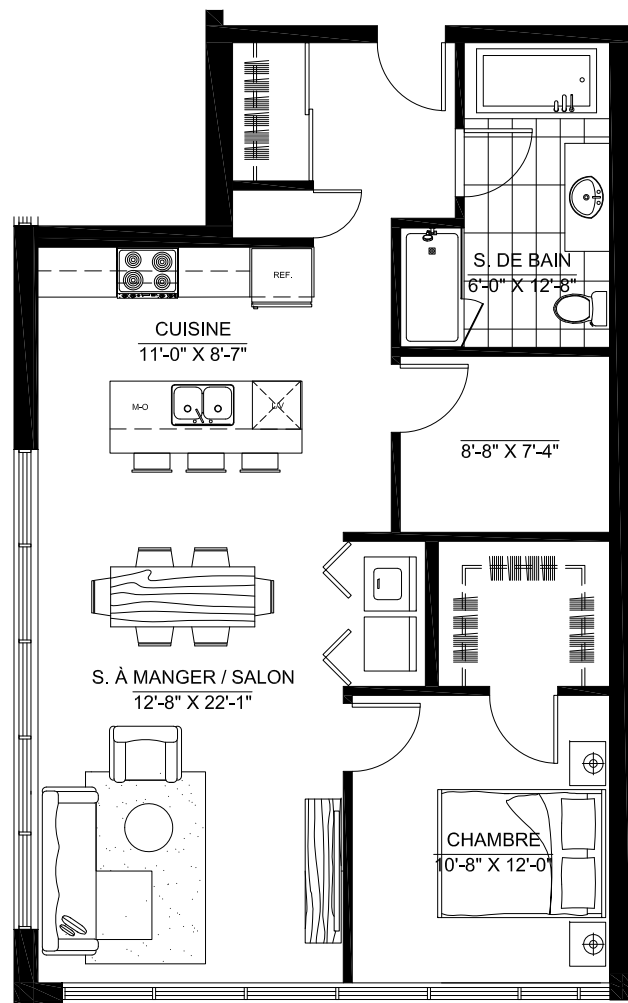 REF.
S. DE BAIN
6'-0" X 12'-8"
CUISINE
11'-0" X 8'-7"
M-O
L/V
8'-8" X 7'-4"
S. À MANGER / SALON
12'-8" X 22'-1"
CHAMBRE
10'-8" X 12'-0"